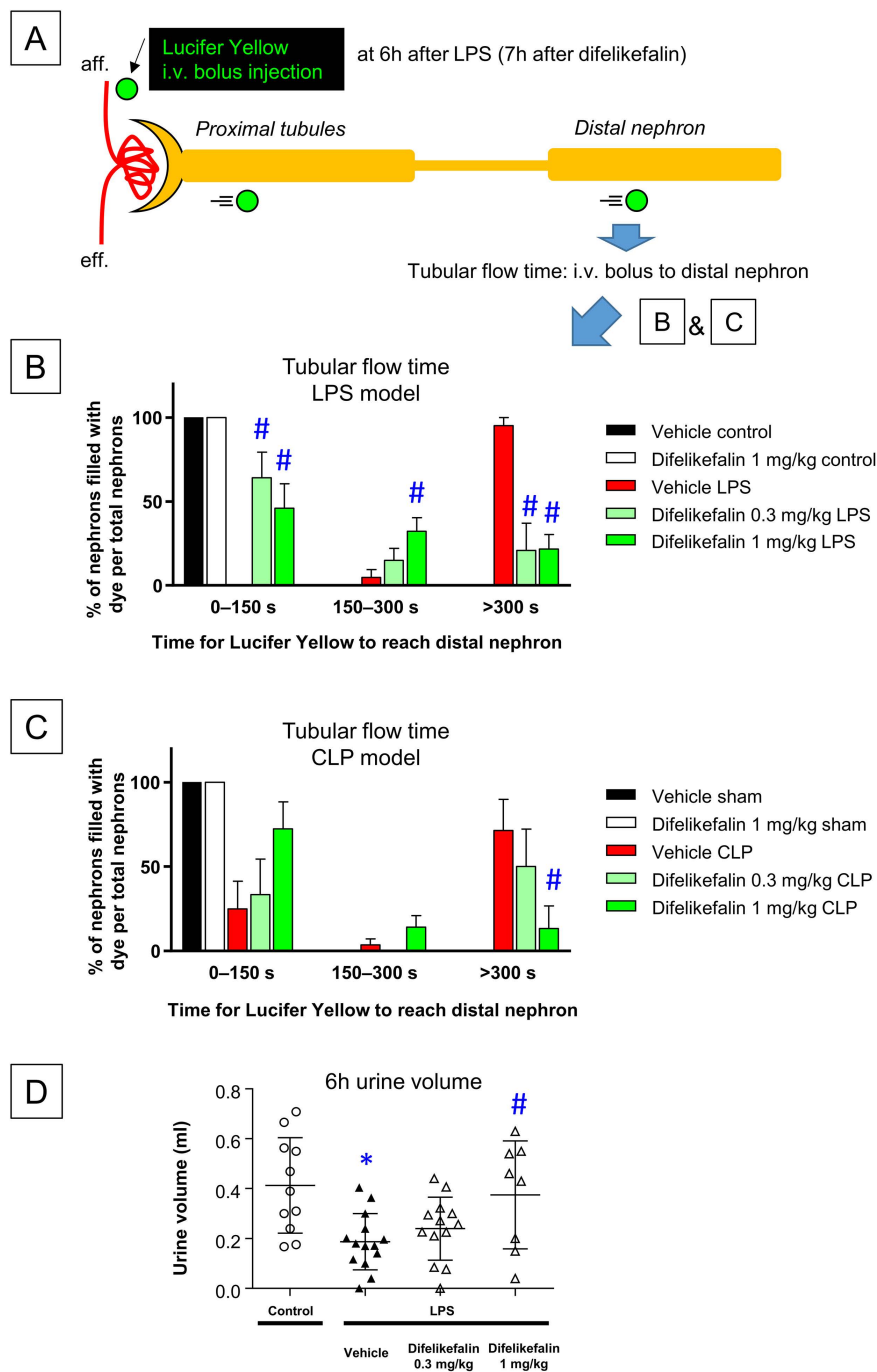 A
Lucifer Yellow
i.v. bolus injection
at 6h after LPS (7h after difelikefalin)
aff.
Proximal tubules
Distal nephron
eff.
Tubular flow time: i.v. bolus to distal nephron
B & C
B
Tubular flow time
LPS model
% of nephrons filled with
dye per total nephrons
100
50
0
#
#
#
#
#
0–150 s
150–300 s
>300 s
Time for Lucifer Yellow to reach distal nephron
Vehicle control
Difelikefalin 1 mg/kg control
Vehicle LPS
Difelikefalin 0.3 mg/kg LPS
Difelikefalin 1 mg/kg LPS
C
Tubular flow time
CLP model
% of nephrons filled with
dye per total nephrons
100
50
0
#
0–150 s
150–300 s
>300 s
Time for Lucifer Yellow to reach distal nephron
Vehicle sham
Difelikefalin 1 mg/kg sham
Vehicle CLP
Difelikefalin 0.3 mg/kg CLP
Difelikefalin 1 mg/kg CLP
D
6h urine volume
Urine volume (ml)
0.8
0.6
0.4
0.2
0.0
*
#
Control
LPS
Vehicle
Difelikefalin
0.3 mg/kg
Difelikefalin
1 mg/kg